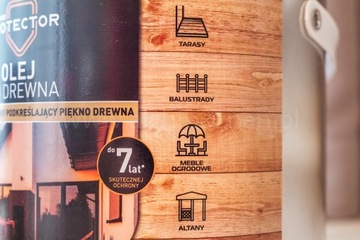 OTECTOR
OLEJ
DREWNA
PODKREŚLAJĄCY PIĘKNO DREWNA
do
7
lat*
SKUTECZNEJ
OCHRONY
TARASY
BALUSTRADY
MEBLE
OGRODOWE
ALTANY